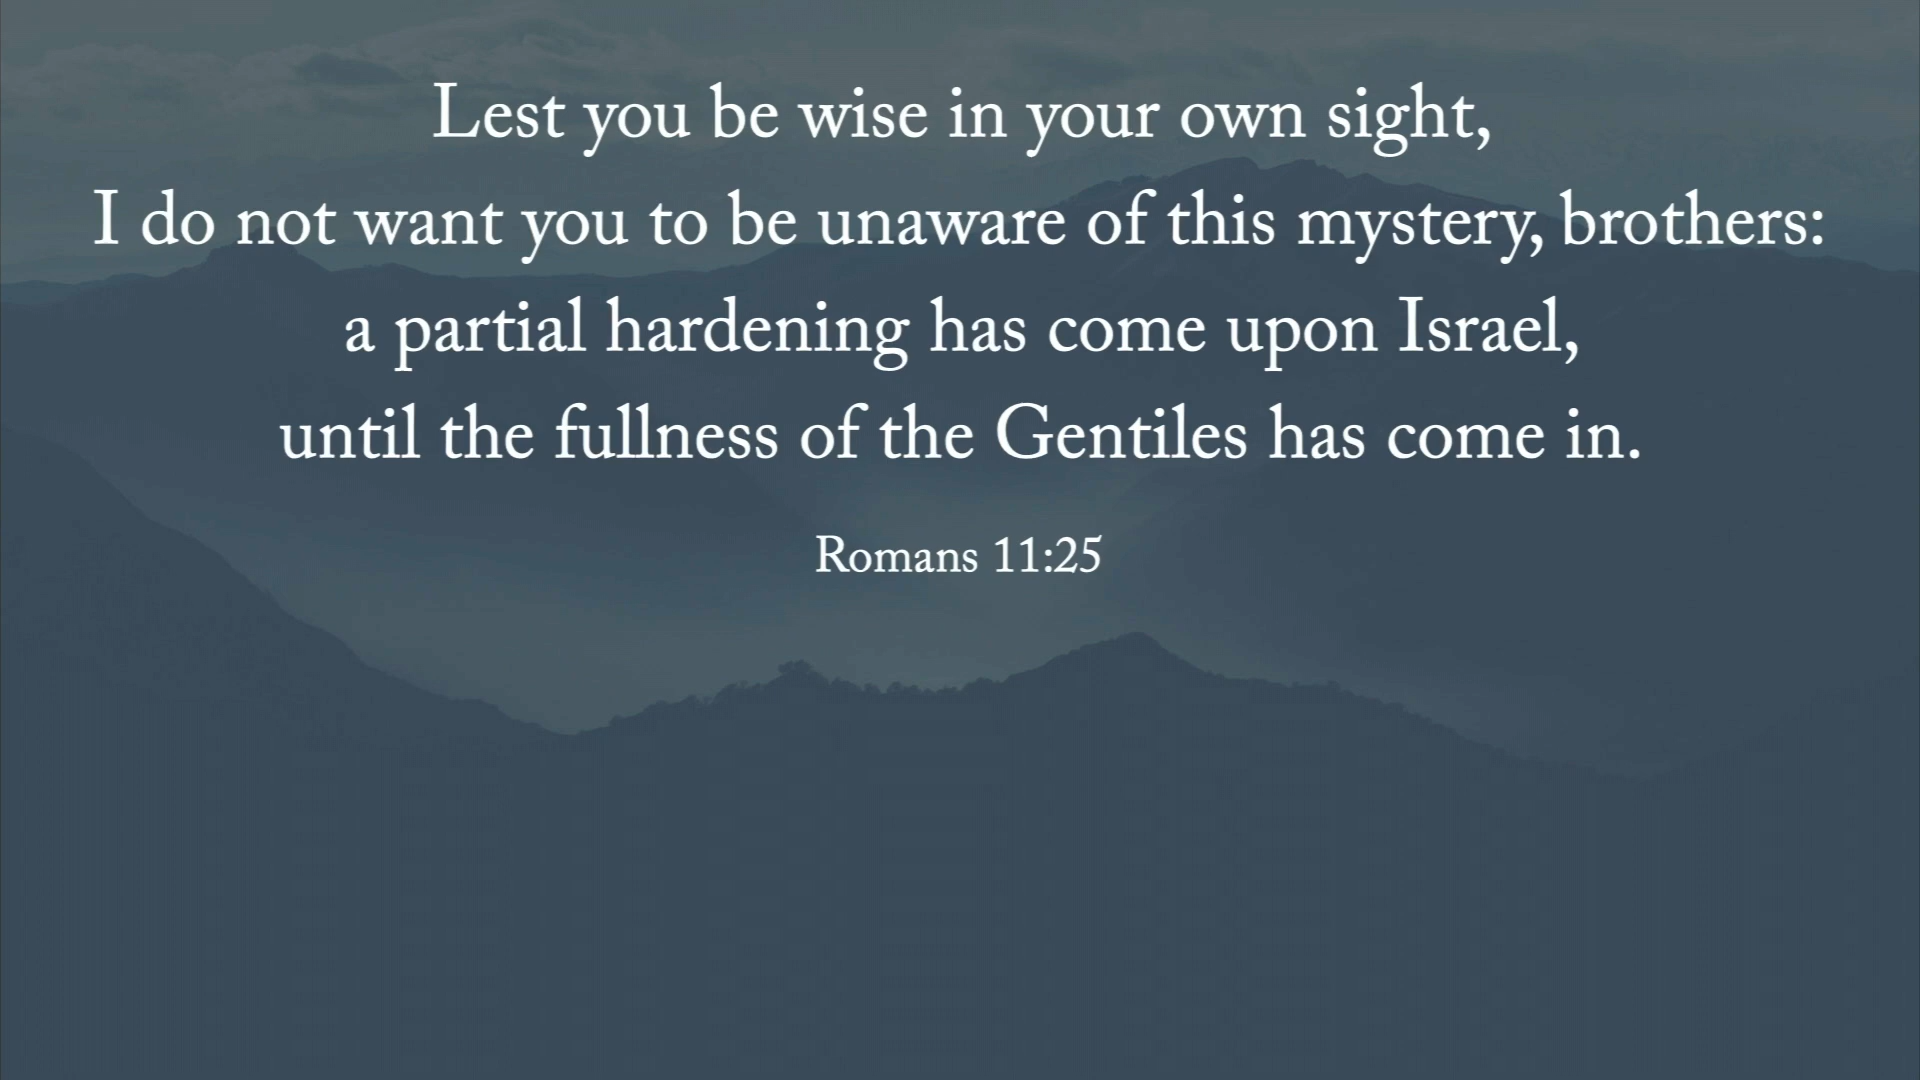 Lest you be wise in your own sight,
I do not want you to be unaware of this mystery, brothers:
a partial hardening has come upon Israel,
until the fullness of the Gentiles has come in.
Romans 11:25